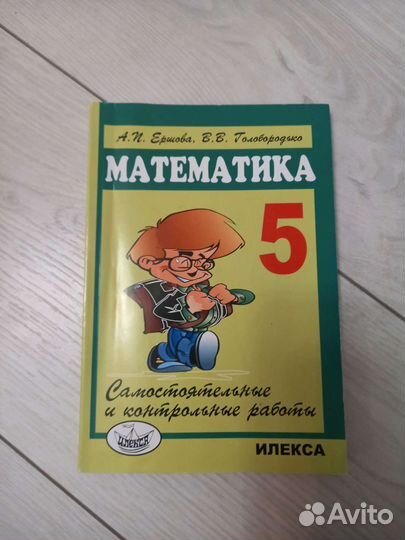 А.П. Ершова, В.В. Голобородько
МАТЕМАТИКА
5
Самостоятельные
и контрольные работы
ИЛЕКСА
ИЛЕКСА
Avito